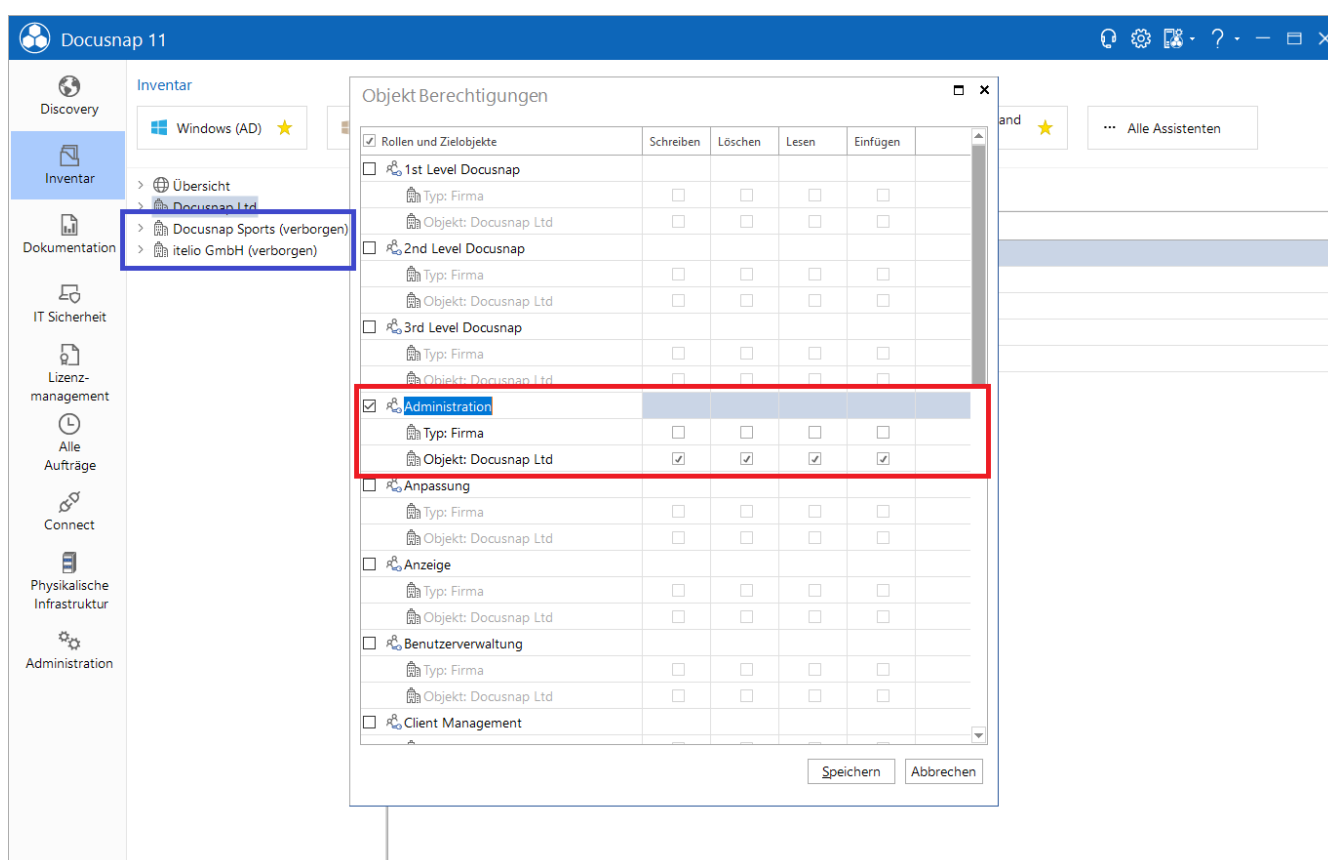 Docusnap 11
?
Discovery
Inventar
Dokumentation
IT Sicherheit
Lizenz-
management
Alle
Aufträge
Connect
Physikalische
Infrastruktur
Administration
Inventar
Windows (AD)
and
Alle Assistenten
Übersicht
Docusnap Ltd
Docusnap Sports (verborgen)
itelio GmbH (verborgen)
Objekt Berechtigungen
Rollen und Zielobjekte Schreiben Löschen Lesen Einfügen
1st Level Docusnap
Typ: Firma
Objekt: Docusnap Ltd
2nd Level Docusnap
Typ: Firma
Objekt: Docusnap Ltd
3rd Level Docusnap
Typ: Firma
Objekt: Docusnap Ltd
Administration
Typ: Firma
Objekt: Docusnap Ltd
Anpassung
Typ: Firma
Objekt: Docusnap Ltd
Anzeige
Typ: Firma
Objekt: Docusnap Ltd
Benutzerverwaltung
Typ: Firma
Objekt: Docusnap Ltd
Client Management
Speichern Abbrechen